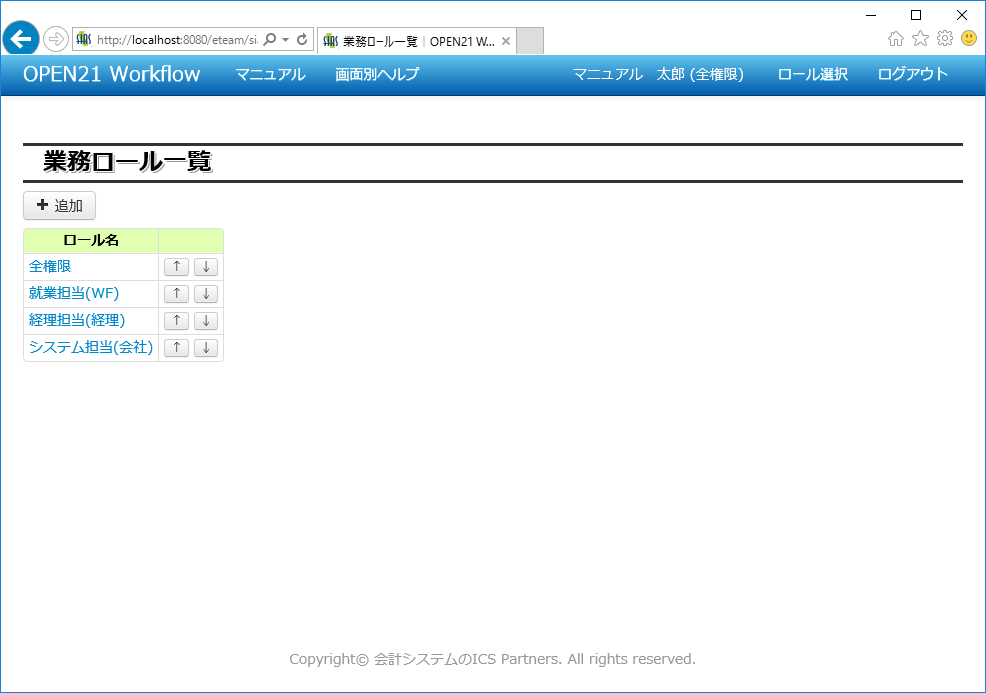 http://localhost:8080/eteam/si
業務ロール一覧 | OPEN21 W...
OPEN21 Workflow マニュアル 画面別ヘルプ マニュアル 太郎 (全権限) ロール選択 ログアウト
業務ロール一覧
+ 追加
ロール名
全権限 ↑ ↓
就業担当(WF) ↑ ↓
経理担当(経理) ↑ ↓
システム担当(会社) ↑ ↓
Copyright© 会計システムのICS Partners. All rights reserved.